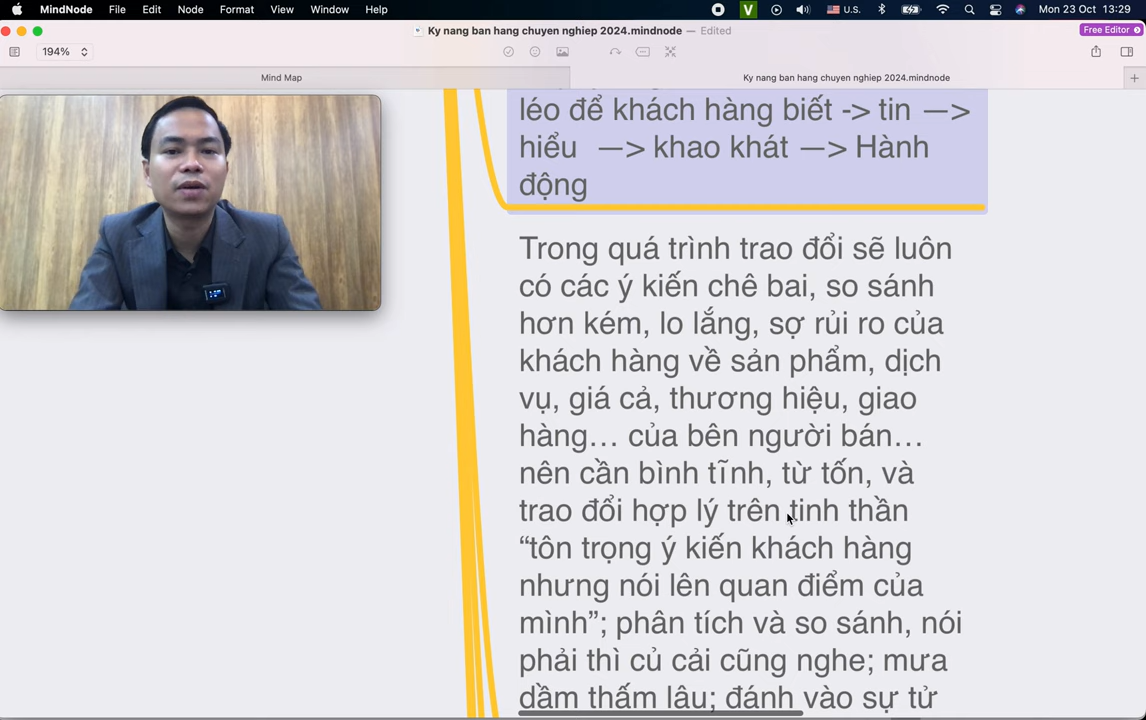 MindNode File Edit Node Format View Window Help V U.S. Mon 23 Oct 13:29
Ky nang ban hang chuyen nghiep 2024.mindnode — Edited
Free Editor
194%
Mind Map
Ky nang ban hang chuyen nghiep 2024.mindnode
léo để khách hàng biết -> tin —>
hiểu —> khao khát —> Hành
động
Trong quá trình trao đổi sẽ luôn
có các ý kiến chê bai, so sánh
hơn kém, lo lắng, sợ rủi ro của
khách hàng về sản phẩm, dịch
vụ, giá cả, thương hiệu, giao
hàng… của bên người bán…
nên cần bình tĩnh, từ tốn, và
trao đổi hợp lý trên tinh thần
“tôn trọng ý kiến khách hàng
nhưng nói lên quan điểm của
mình”; phân tích và so sánh, nói
phải thì củ cải cũng nghe; mưa
dầm thấm lâu; đánh vào sự tử